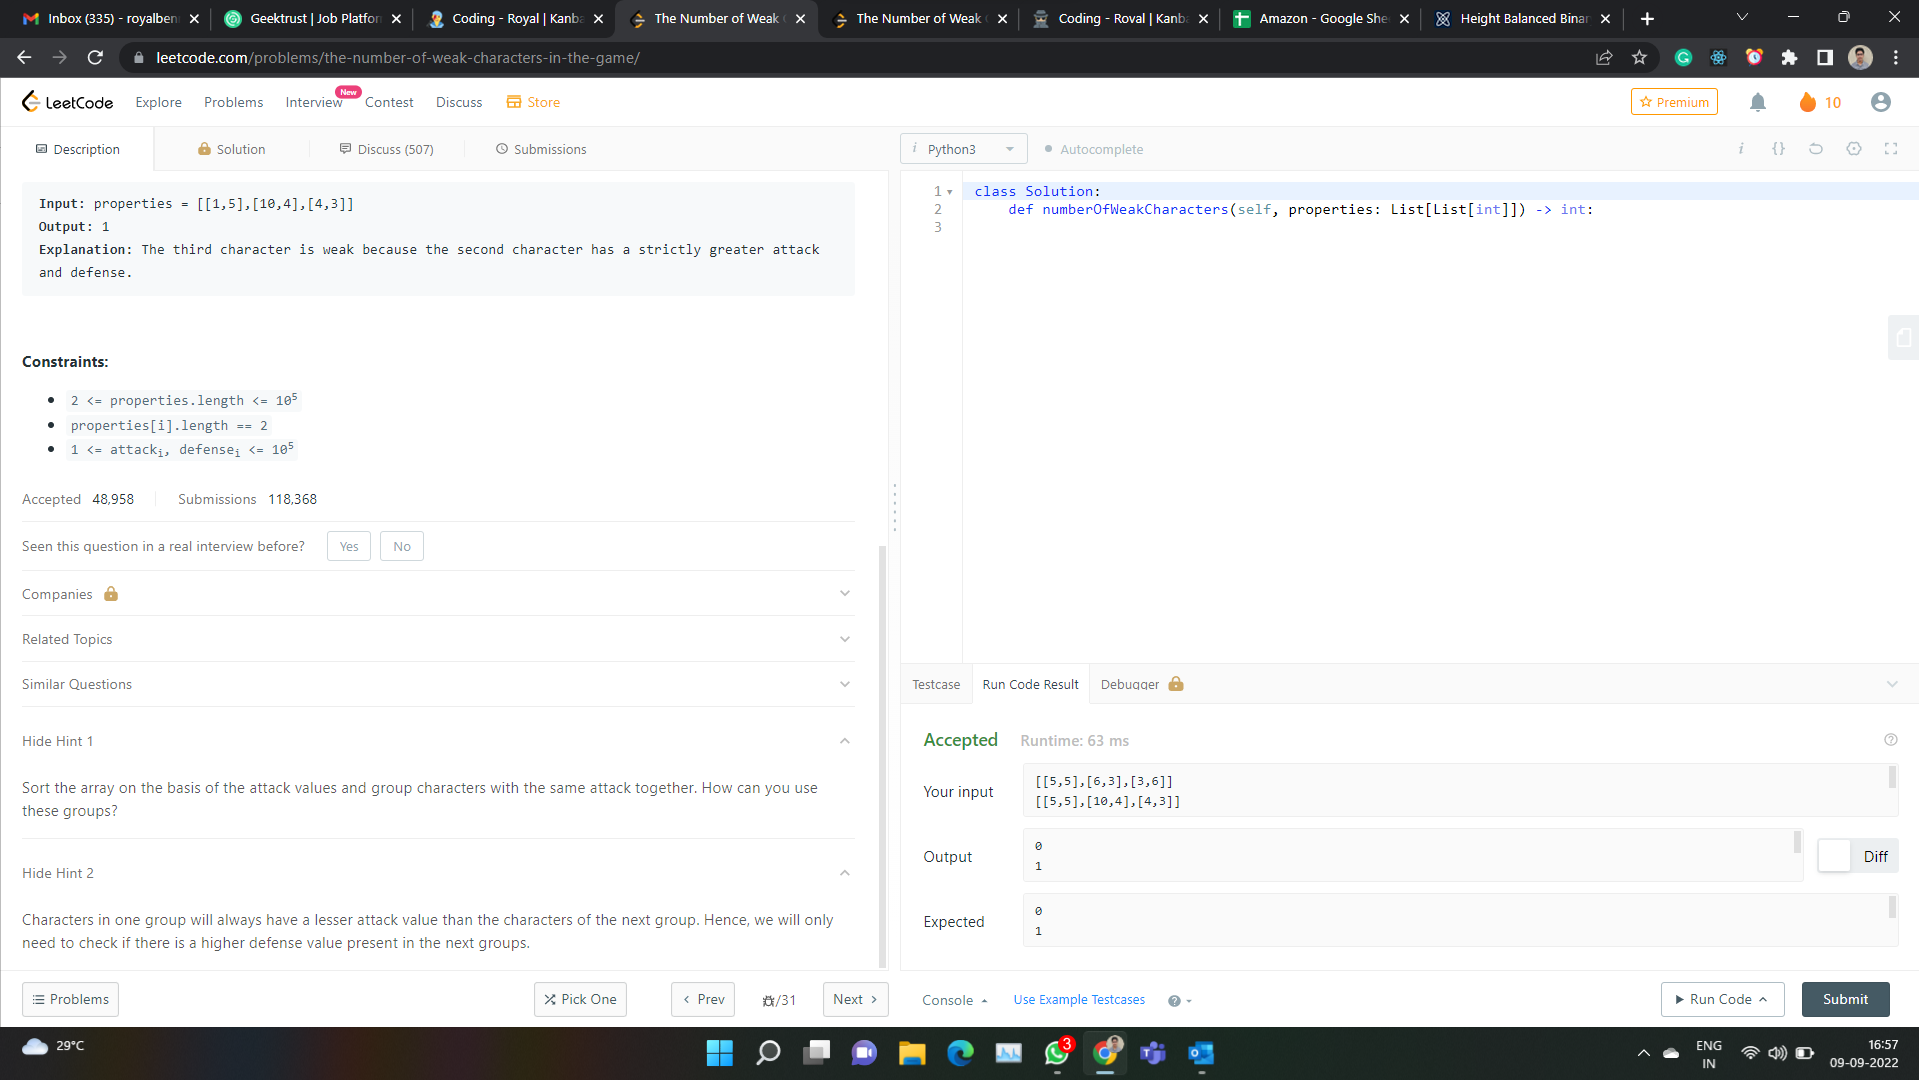 Inbox (335) - royalben
Geektrust | Job Platfor
Coding - Royal | Kanba
The Number of Weak C
The Number of Weak C
Coding - Royal | Kanba
Amazon - Google She
Height Balanced Binar
leetcode.com/problems/the-number-of-weak-characters-in-the-game/
LeetCode
Explore
Problems
Interview
New
Contest
Discuss
Store
Premium
10
Description
Solution
Discuss (507)
Submissions
i Python3
Autocomplete
i {}
Input: properties = [[1,5],[10,4],[4,3]]
Output: 1
Explanation: The third character is weak because the second character has a strictly greater attack
and defense.
Constraints:
2 <= properties.length <= 10^5
properties[i].length == 2
1 <= attack_i, defense_i <= 10^5
Accepted 48,958
Submissions 118,368
Seen this question in a real interview before?
Yes
No
Companies
Related Topics
Similar Questions
Hide Hint 1
Sort the array on the basis of the attack values and group characters with the same attack together. How can you use
these groups?
Hide Hint 2
Characters in one group will always have a lesser attack value than the characters of the next group. Hence, we will only
need to check if there is a higher defense value present in the next groups.
1 class Solution:
2 def numberOfWeakCharacters(self, properties: List[List[int]]) -> int:
3
Testcase
Run Code Result
Debugger
Accepted
Runtime: 63 ms
Your input
[[5,5],[6,3],[3,6]]
[[5,5],[10,4],[4,3]]
Output
0
1
Diff
Expected
0
1
Problems
Pick One
Prev
/31
Next
Console
Use Example Testcases
Run Code
Submit
29°C
3
ENG
IN
16:57
09-09-2022